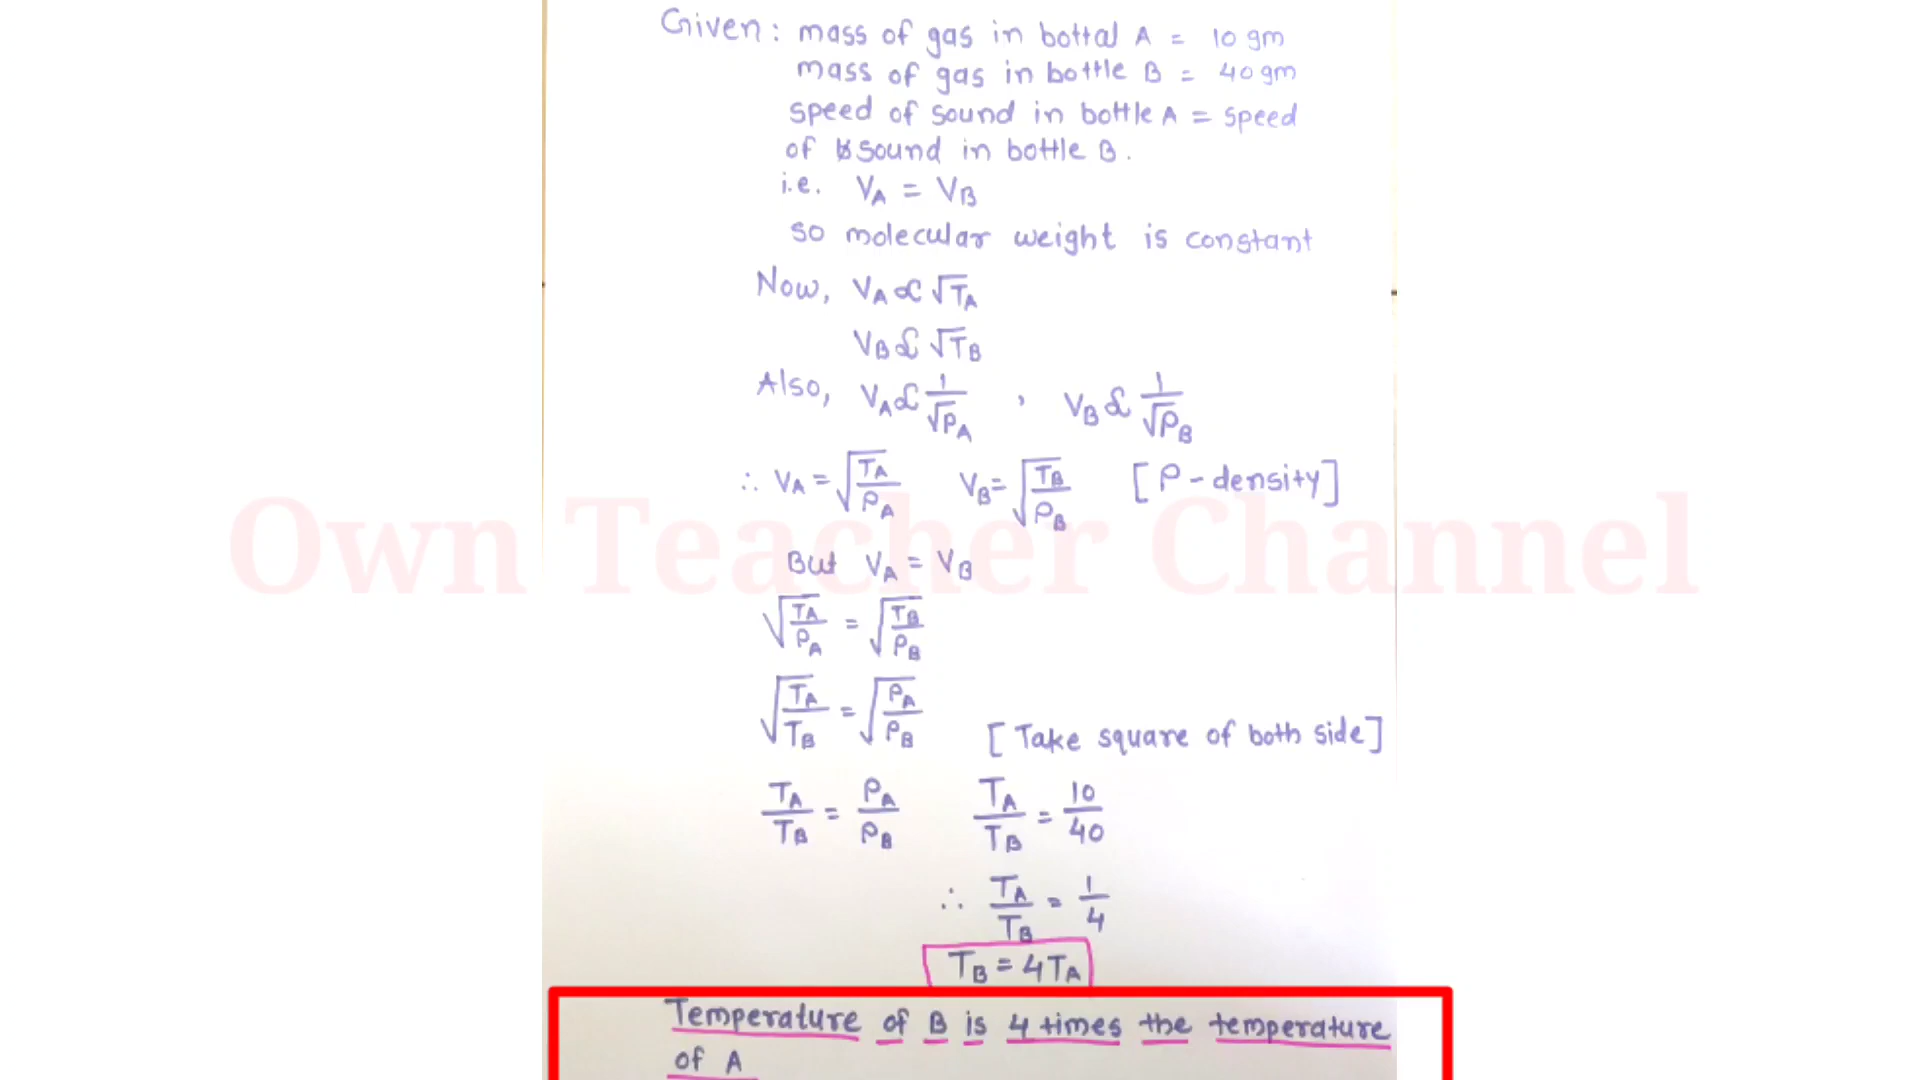 Given: mass of gas in bottal A = 10 gm
mass of gas in bottle B = 40 gm
speed of sound in bottle A = speed
of sound in bottle B.
i.e. VA = VB
so molecular weight is constant
Now, VA ∝ √TA
VB ∝ √TB
Also, VA ∝ 1/√ρA , VB ∝ 1/√ρB
∴ VA = √(TA/ρA) VB = √(TB/ρB) [ρ - density]
Own Teacher Channel
But VA = VB
√(TA/ρA) = √(TB/ρB)
√(TA/TB) = √(ρA/ρB) [Take square of both side]
TA/TB = ρA/ρB TA/TB = 10/40
∴ TA/TB = 1/4
TB = 4TA
Temperature of B is 4 times the temperature
of A